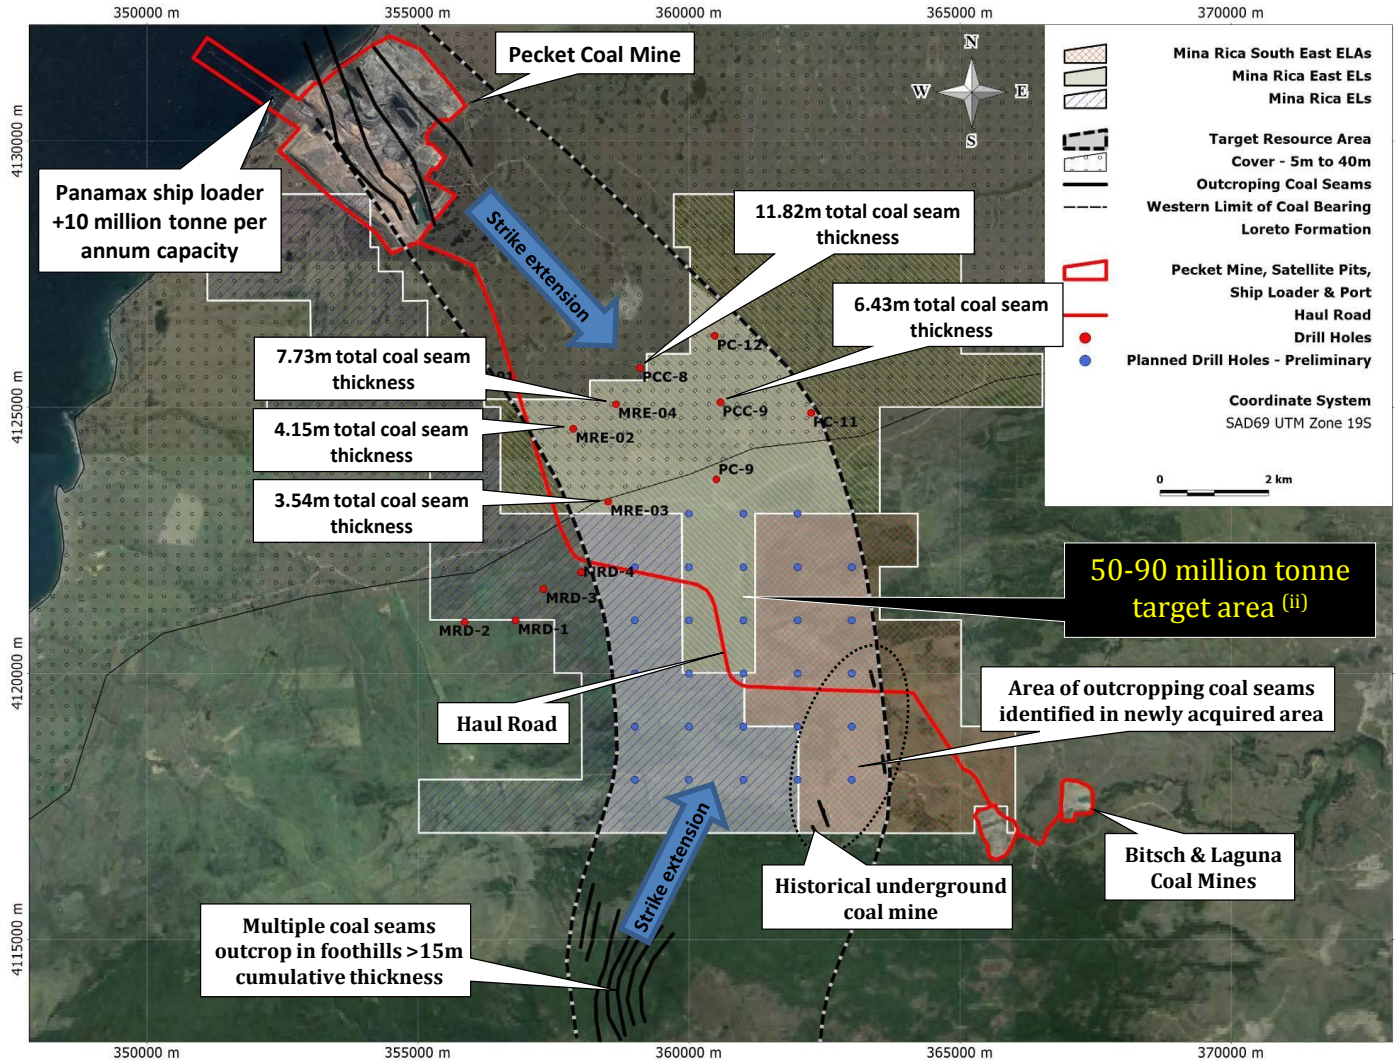 350000 m
355000 m
360000 m
365000 m
370000 m
N
W
E
S
Pecket Coal Mine
Mina Rica South East ELAs
Mina Rica East ELs
Mina Rica ELs
Target Resource Area
Cover - 5m to 40m
Outcroping Coal Seams
Western Limit of Coal Bearing
Loreto Formation
Pecket Mine, Satellite Pits,
Ship Loader & Port
Haul Road
Drill Holes
Planned Drill Holes - Preliminary
Coordinate System
SAD69 UTM Zone 19S
0
2 km
4130000 m
4125000 m
4120000 m
4115000 m
Panamax ship loader
+10 million tonne per
annum capacity
Strike extension
11.82m total coal seam
thickness
6.43m total coal seam
thickness
7.73m total coal seam
thickness
4.15m total coal seam
thickness
3.54m total coal seam
thickness
PC-12
PCC-8
MRE-04
PCC-9
PC-11
MRE-02
PC-9
MRE-03
MRD-4
MRD-3
MRD-2
MRD-1
50-90 million tonne
target area (ii)
Haul Road
Area of outcropping coal seams
identified in newly acquired area
Strike extension
Bitsch & Laguna
Coal Mines
Historical underground
coal mine
Multiple coal seams
outcrop in foothills >15m
cumulative thickness
4130000 m
4125000 m
4120000 m
4115000 m
350000 m
355000 m
360000 m
365000 m
370000 m